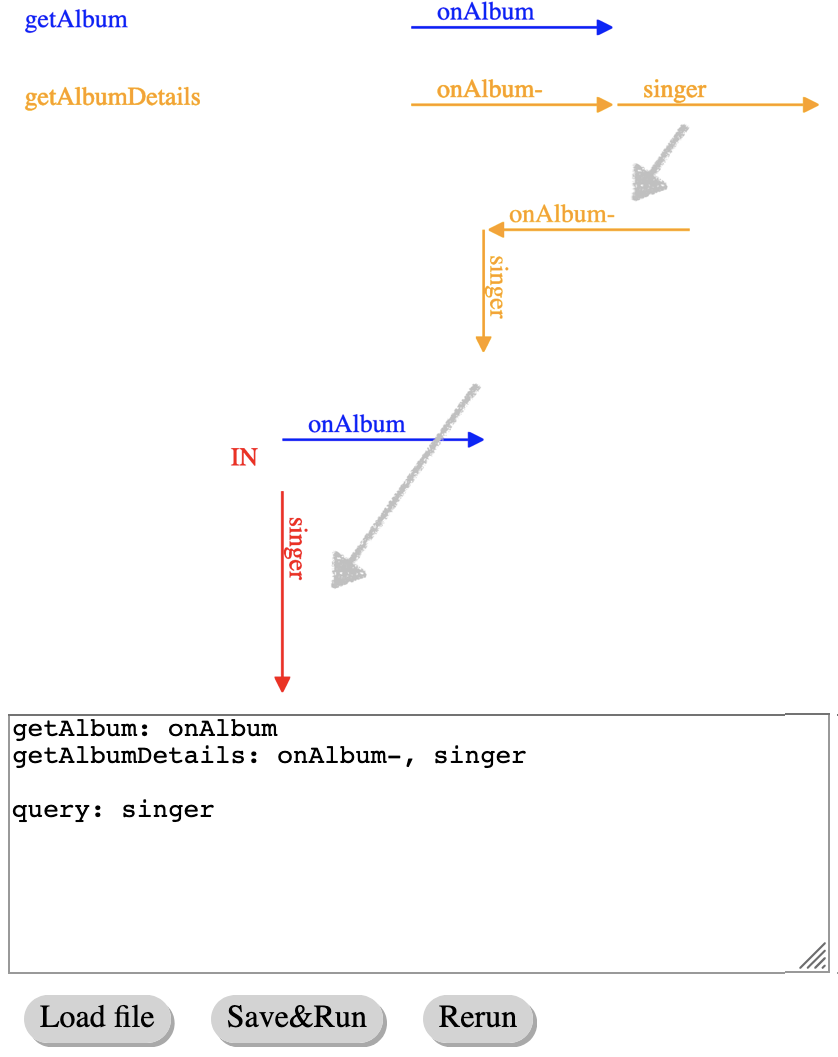 getAlbum onAlbum
getAlbumDetails onAlbum- singer
onAlbum-
singer
onAlbum
IN
singer
getAlbum: onAlbum
getAlbumDetails: onAlbum-, singer
query: singer
Load file Save&Run Rerun